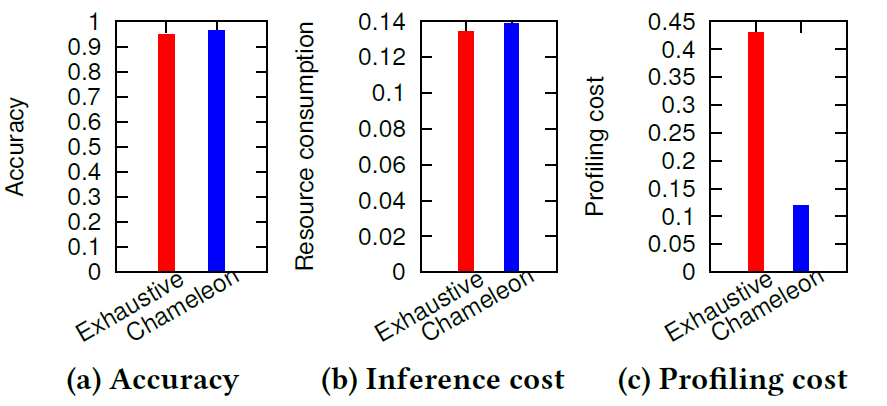 Accuracy
1
0.9
0.8
0.7
0.6
0.5
0.4
0.3
0.2
0.1
0
Exhaustive
Chameleon
(a) Accuracy
Resource consumption
0.14
0.12
0.1
0.08
0.06
0.04
0.02
0
Exhaustive
Chameleon
(b) Inference cost
Profiling cost
0.45
0.4
0.35
0.3
0.25
0.2
0.15
0.1
0.05
0
Exhaustive
Chameleon
(c) Profiling cost